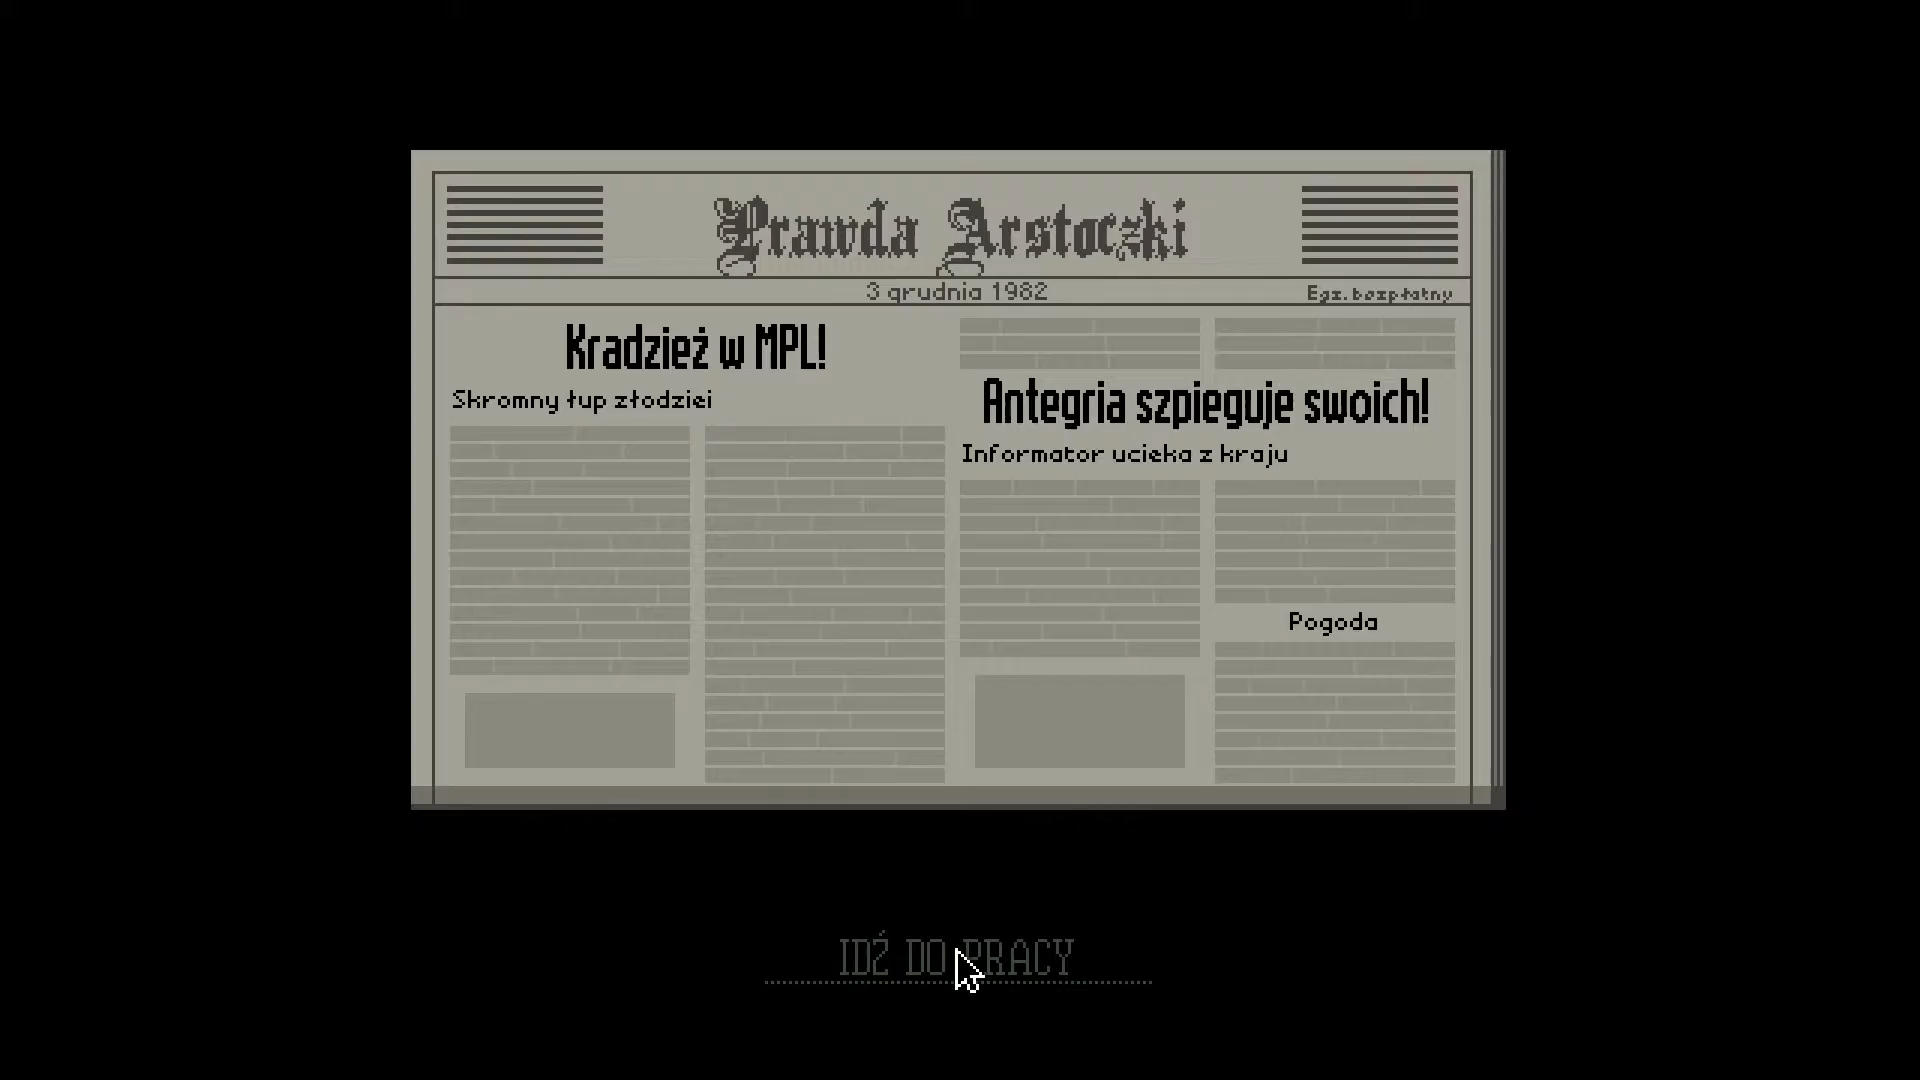 Prawda Arstoczki
3 grudnia 1982
Egz. bezpłatny
Kradzież w MPL!
Skromny łup złodziei
Antegria szpieguje swoich!
Informator ucieka z kraju
Pogoda
IDŹ DO PRACY